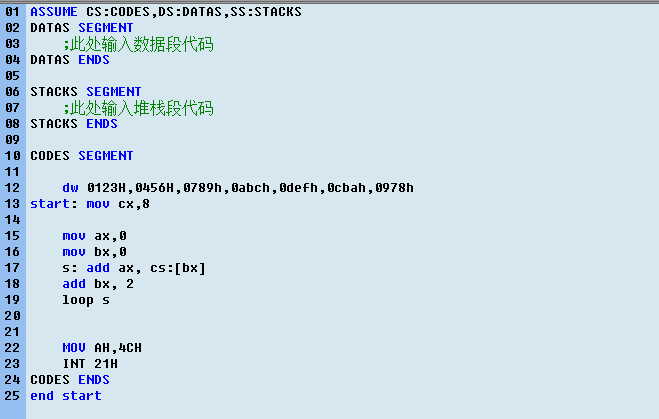 01 ASSUME CS:CODES,DS:DATAS,SS:STACKS
02 DATAS SEGMENT
03     ;此处输入数据段代码
04 DATAS ENDS
05
06 STACKS SEGMENT
07     ;此处输入堆栈段代码
08 STACKS ENDS
09
10 CODES SEGMENT
11
12     dw 0123H,0456H,0789h,0abch,0defh,0cbah,0978h
13 start: mov cx,8
14
15     mov ax,0
16     mov bx,0
17     s: add ax, cs:[bx]
18     add bx, 2
19     loop s
20
21
22     MOV AH,4CH
23     INT 21H
24 CODES ENDS
25 end start